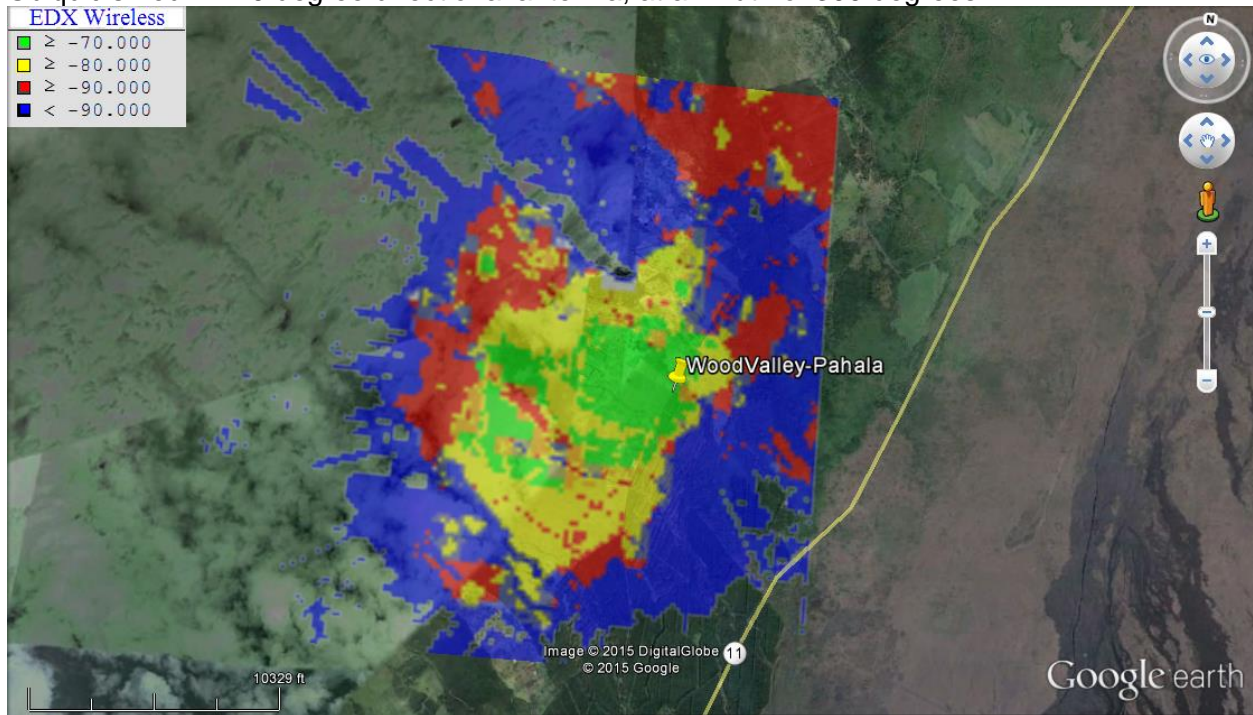 EDX Wireless
≥ -70.000
≥ -80.000
≥ -90.000
< -90.000
N
WoodValley-Pahala
Image © 2015 DigitalGlobe
© 2015 Google
11
10329 ft
Google earth